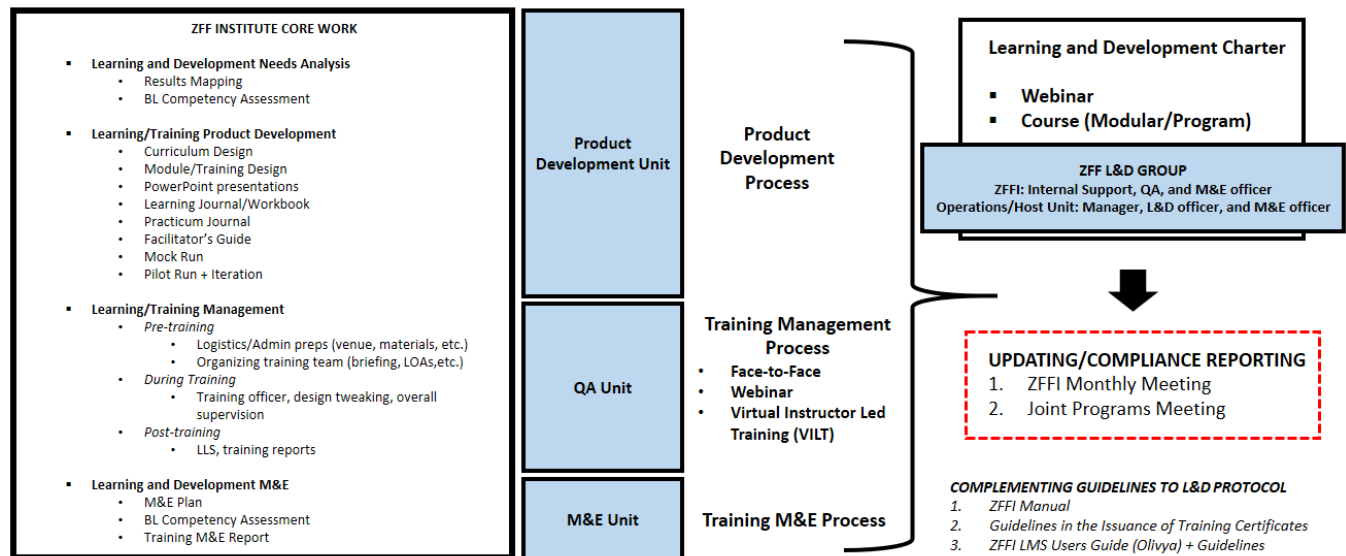 ZFF INSTITUTE CORE WORK
▪ Learning and Development Needs Analysis
• Results Mapping
• BL Competency Assessment
▪ Learning/Training Product Development
• Curriculum Design
• Module/Training Design
• PowerPoint presentations
• Learning Journal/Workbook
• Practicum Journal
• Facilitator's Guide
• Mock Run
• Pilot Run + Iteration
▪ Learning/Training Management
• Pre-training
• Logistics/Admin preps (venue, materials, etc.)
• Organizing training team (briefing, LOAs,etc.)
• During Training
• Training officer, design tweaking, overall
supervision
• Post-training
• LLS, training reports
▪ Learning and Development M&E
• M&E Plan
• BL Competency Assessment
• Training M&E Report
Product
Development Unit
QA Unit
M&E Unit
Product
Development
Process
Training Management
Process
• Face-to-Face
• Webinar
• Virtual Instructor Led
Training (VILT)
Training M&E Process
Learning and Development Charter
▪ Webinar
▪ Course (Modular/Program)
ZFF L&D GROUP
ZFFI: Internal Support, QA, and M&E officer
Operations/Host Unit: Manager, L&D officer, and M&E officer
UPDATING/COMPLIANCE REPORTING
1. ZFFI Monthly Meeting
2. Joint Programs Meeting
COMPLEMENTING GUIDELINES TO L&D PROTOCOL
1. ZFFI Manual
2. Guidelines in the Issuance of Training Certificates
3. ZFFI LMS Users Guide (Olivya) + Guidelines